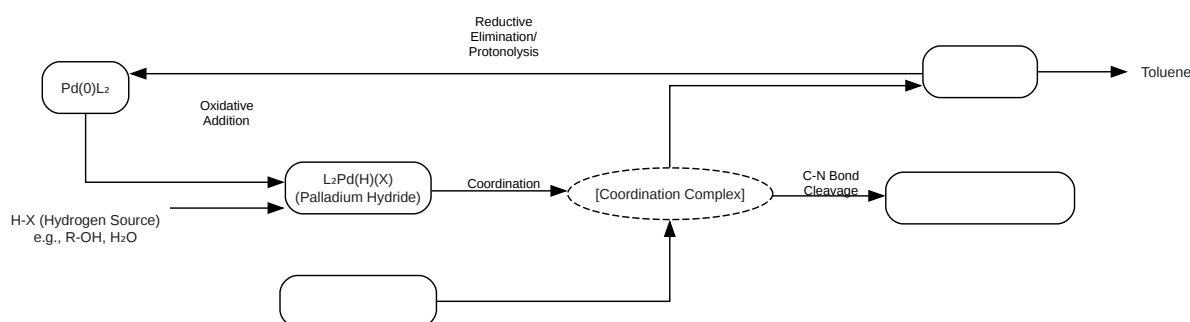 Reductive
Elimination/
Protonolysis
Pd(0)L₂
Toluene
Oxidative
Addition
L₂Pd(H)(X)
(Palladium Hydride)
Coordination
[Coordination Complex]
C-N Bond
Cleavage
H-X (Hydrogen Source)
e.g., R-OH, H₂O